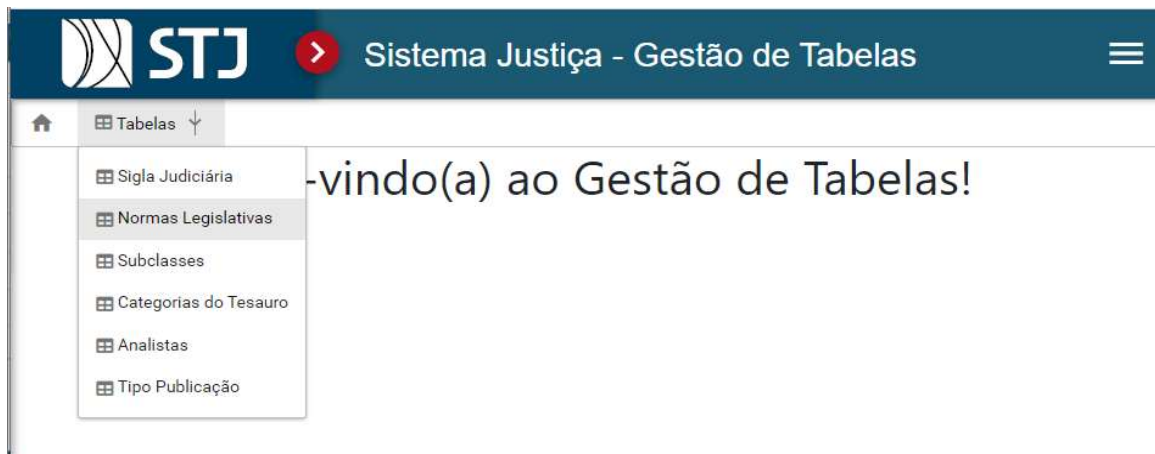 STJ
Sistema Justiça - Gestão de Tabelas
Tabelas
-vindo(a) ao Gestão de Tabelas!
Sigla Judiciária
Normas Legislativas
Subclasses
Categorias do Tesauro
Analistas
Tipo Publicação